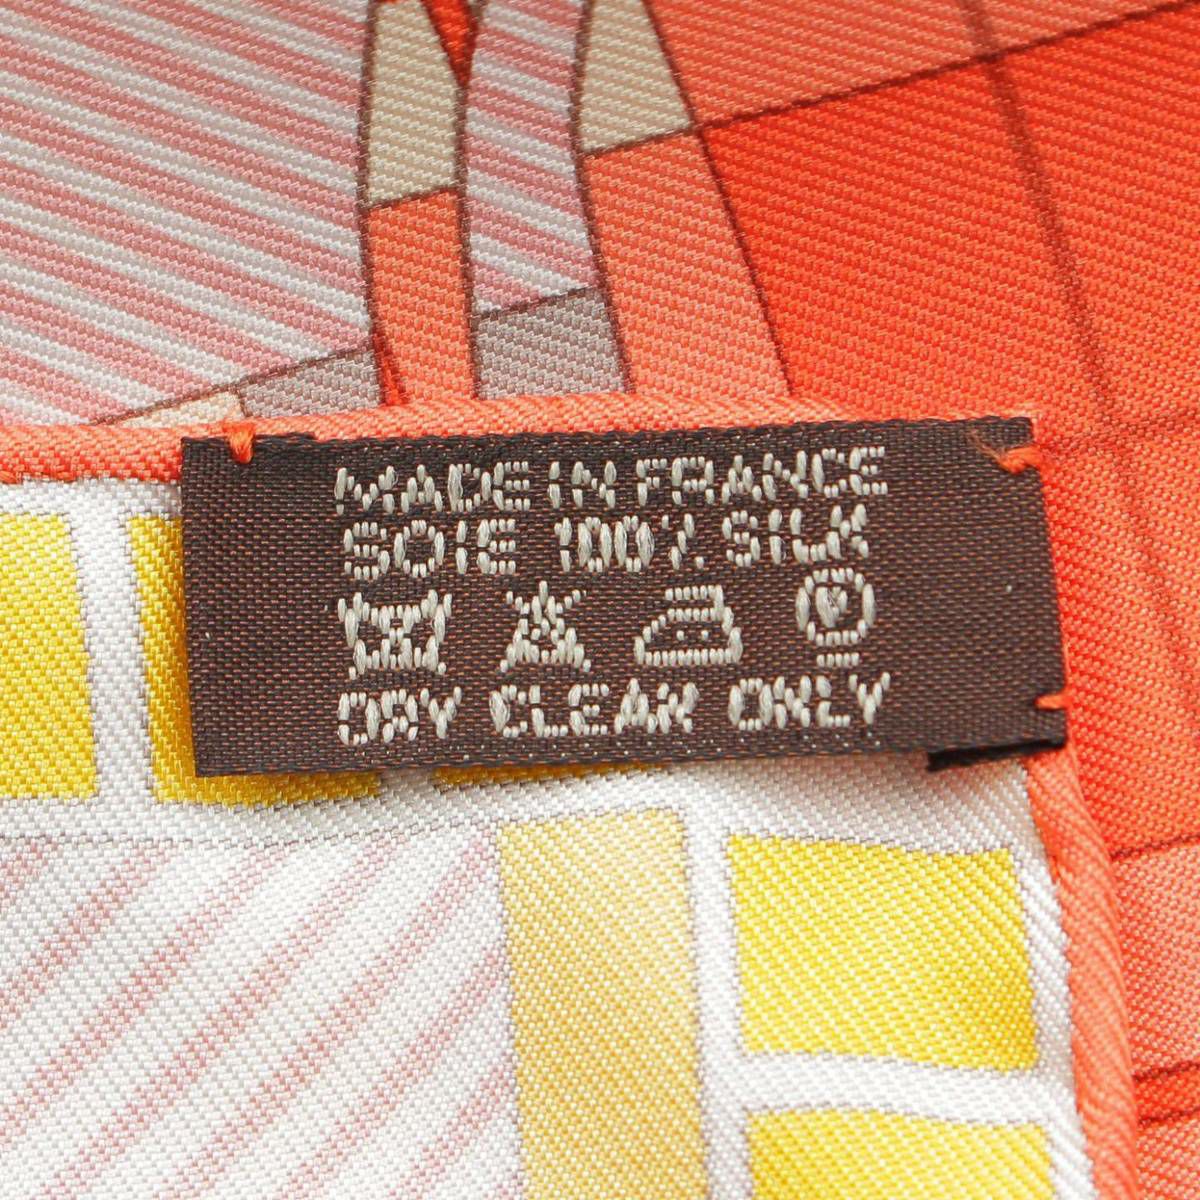 MADE IN FRANCE
SOIE 100% SILK
P
DRY CLEAN ONLY